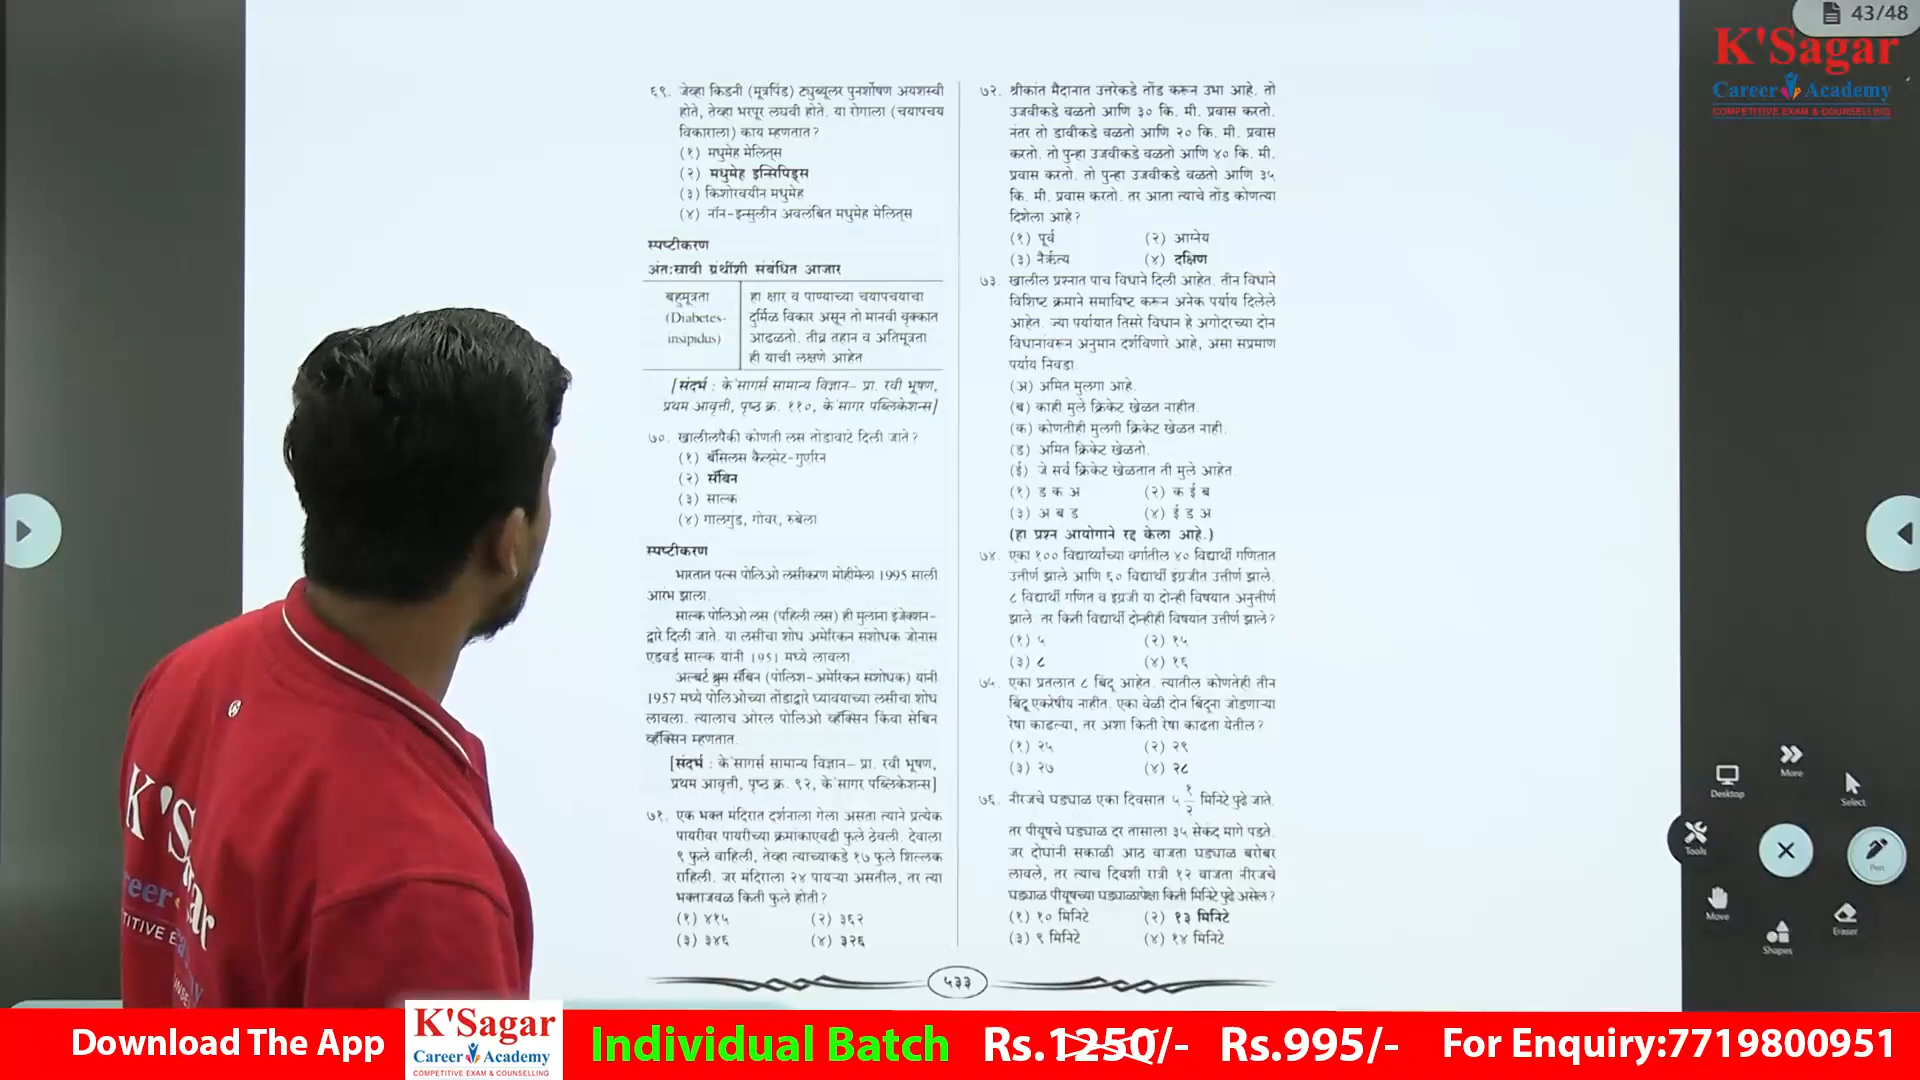 43/48
K'Sagar
Career Academy
COMPETITIVE EXAM & COUNSELLING
६९. जेव्हा किडनी (मूत्रपिंड) ट्युब्यूलर पुनर्शोषण अयशस्वी
होते, तेव्हा भरपूर लघवी होते. या रोगाला (चयापचय
विकाराला) काय म्हणतात?
(१) मधुमेह मेलित्स
(२) मधुमेह इन्सिपिड्स
(३) किशोरवयीन मधुमेह
(४) नॉन-इन्सुलीन अवलंबित मधुमेह मेलित्स
स्पष्टीकरण
अंतःस्रावी ग्रंथींशी संबंधित आजार
बहुमूत्रता
(Diabetes-
insipidus)
हा क्षार व पाण्याच्या चयापचयाचा
दुर्मिळ विकार असून तो मानवी वृक्कात
आढळतो. तीव्र तहान व अतिमूत्रता
ही याची लक्षणे आहेत.
[संदर्भ : के'सागर्स सामान्य विज्ञान– प्रा. रवी भूषण,
प्रथम आवृत्ती, पृष्ठ क्र. ११०, के'सागर पब्लिकेशन्स]
७०. खालीलपैकी कोणती लस तोंडावाटे दिली जाते?
(१) बॅसिलस कैल्मेट-गुएरिन
(२) सॅबिन
(३) साल्क
(४) गालगुंड, गोवर, रुबेला
स्पष्टीकरण
भारतात पल्स पोलिओ लसीकरण मोहीमेला 1995 साली
आरंभ झाला.
साल्क पोलिओ लस (पहिली लस) ही मुलांना इंजेक्शन-
द्वारे दिली जाते. या लसीचा शोध अमेरिकन संशोधक जोनास
एडवर्ड साल्क यांनी 1951 मध्ये लावला.
अल्बर्ट ब्रुस सॅबिन (पोलिश-अमेरिकन संशोधक) यांनी
1957 मध्ये पोलिओच्या तोंडाद्वारे घ्यावयाच्या लसीचा शोध
लावला. त्यालाच ओरल पोलिओ व्हॅक्सिन किंवा सेबिन
व्हॅक्सिन म्हणतात.
[संदर्भ : के'सागर्स सामान्य विज्ञान– प्रा. रवी भूषण,
प्रथम आवृत्ती, पृष्ठ क्र. ९२, के'सागर पब्लिकेशन्स]
७१. एक भक्त मंदिरात दर्शनाला गेला असता त्याने प्रत्येक
पायरीवर पायरीच्या क्रमाकाएवढी फुले ठेवली. देवाला
९ फुले वाहिली, तेव्हा त्याच्याकडे १७ फुले शिल्लक
राहिली. जर मंदिराला २४ पायऱ्या असतील, तर त्या
भक्ताजवळ किती फुले होती?
(१) ४१५ (२) ३६२
(३) ३४६ (४) ३२६
७२. श्रीकांत मैदानात उत्तरेकडे तोंड करून उभा आहे. तो
उजवीकडे वळतो आणि ३० कि. मी. प्रवास करतो.
नंतर तो डावीकडे वळतो आणि २० कि. मी. प्रवास
करतो. तो पुन्हा उजवीकडे वळतो आणि ४० कि. मी.
प्रवास करतो. तो पुन्हा उजवीकडे वळतो आणि ३५
कि. मी. प्रवास करतो. तर आता त्याचे तोंड कोणत्या
दिशेला आहे?
(१) पूर्व (२) आग्नेय
(३) नैर्ऋत्य (४) दक्षिण
७३. खालील प्रश्नात पाच विधाने दिली आहेत. तीन विधाने
विशिष्ट क्रमाने समाविष्ट करून अनेक पर्याय दिलेले
आहेत. ज्या पर्यायात तिसरे विधान हे अगोदरच्या दोन
विधानांवरून अनुमान दर्शविणारे आहे, असा सप्रमाण
पर्याय निवडा.
(अ) अमित मुलगा आहे.
(ब) काही मुले क्रिकेट खेळत नाहीत.
(क) कोणतीही मुलगी क्रिकेट खेळत नाही.
(ड) अमित क्रिकेट खेळतो.
(ई) जे सर्व क्रिकेट खेळतात ती मुले आहेत.
(१) ड क अ (२) क ई ब
(३) अ ब ड (४) ई ड अ
(हा प्रश्न आयोगाने रद्द केला आहे.)
७४. एका १०० विद्यार्थ्यांच्या वर्गातील ४० विद्यार्थी गणितात
उत्तीर्ण झाले आणि ६० विद्यार्थी इंग्रजीत उत्तीर्ण झाले.
८ विद्यार्थी गणित व इंग्रजी या दोन्ही विषयात अनुत्तीर्ण
झाले. तर किती विद्यार्थी दोन्हीही विषयांत उत्तीर्ण झाले?
(१) ५ (२) १५
(३) ८ (४) १६
७५. एका प्रतलात ८ बिंदू आहेत. त्यातील कोणतेही तीन
बिंदू एकरेषीय नाहीत. एका वेळी दोन बिंदूंना जोडणाऱ्या
रेषा काढल्या, तर अशा किती रेषा काढता येतील?
(१) २५ (२) २९
(३) २७ (४) २८
७६. नीरजचे घड्याळ एका दिवसात ५ १/२ मिनिटे पुढे जाते.
तर पीयूषचे घड्याळ दर तासाला ३५ सेकंद मागे पडते.
जर दोघांनी सकाळी आठ वाजता घड्याळ बरोबर
लावले, तर त्याच दिवशी रात्री १२ वाजता नीरजचे
घड्याळ पीयूषच्या घड्याळापेक्षा किती मिनिटे पुढे असेल?
(१) १० मिनिटे (२) १३ मिनिटे
(३) ९ मिनिटे (४) १४ मिनिटे
५३३
Desktop
More
Select
Tools
Pen
Move
Shapes
Eraser
Download The App
K'Sagar
Career Academy
COMPETITIVE EXAM & COUNSELLING
Individual Batch
Rs.1250/-
Rs.995/-
For Enquiry:7719800951